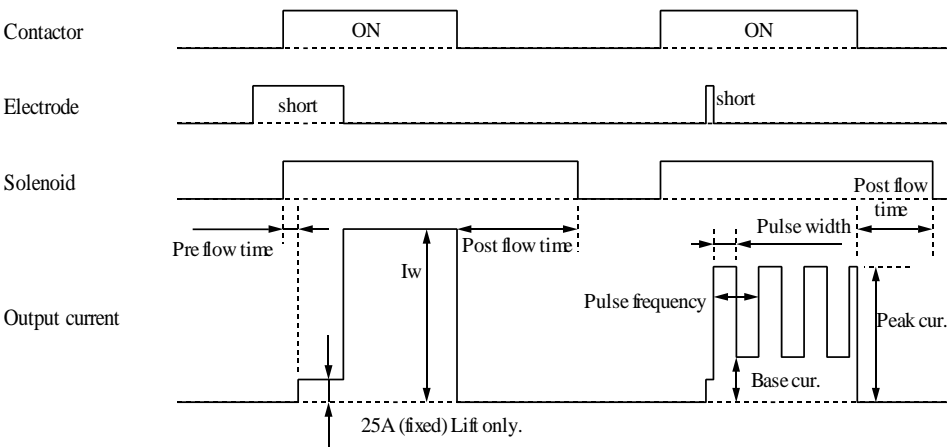 Contactor
ON
ON
Electrode
short
short
Solenoid
Post flow
time
Pre flow time
Post flow time
Pulse width
Iw
Pulse frequency
Output current
Peak cur.
Base cur.
25A (fixed) Lift only.